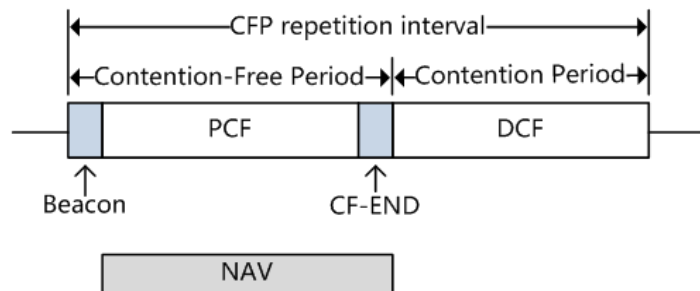 CFP repetition interval
Contention-Free Period Contention Period
PCF DCF
Beacon CF-END
NAV